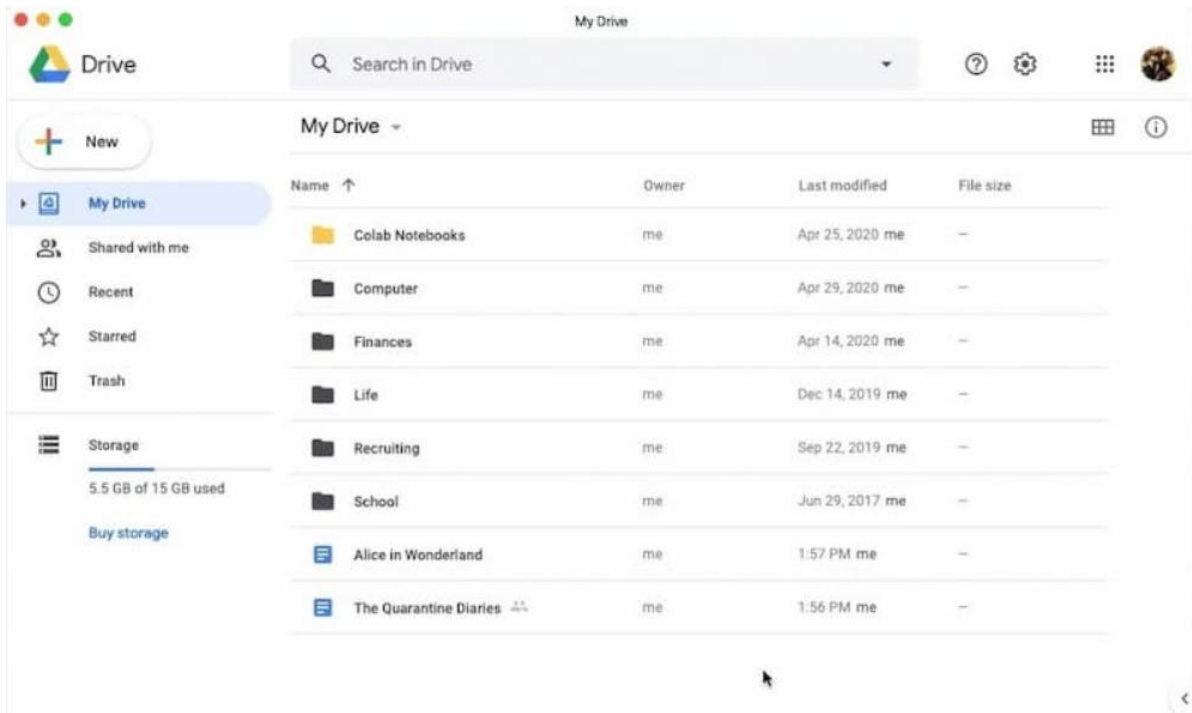 My Drive
Drive
Search in Drive
New
My Drive
My Drive
Shared with me
Recent
Starred
Trash
Storage
5.5 GB of 15 GB used
Buy storage
Name Owner Last modified File size
Colab Notebooks me Apr 25, 2020 me –
Computer me Apr 29, 2020 me –
Finances me Apr 14, 2020 me –
Life me Dec 14, 2019 me –
Recruiting me Sep 22, 2019 me –
School me Jun 29, 2017 me –
Alice in Wonderland me 1:57 PM me –
The Quarantine Diaries me 1:56 PM me –